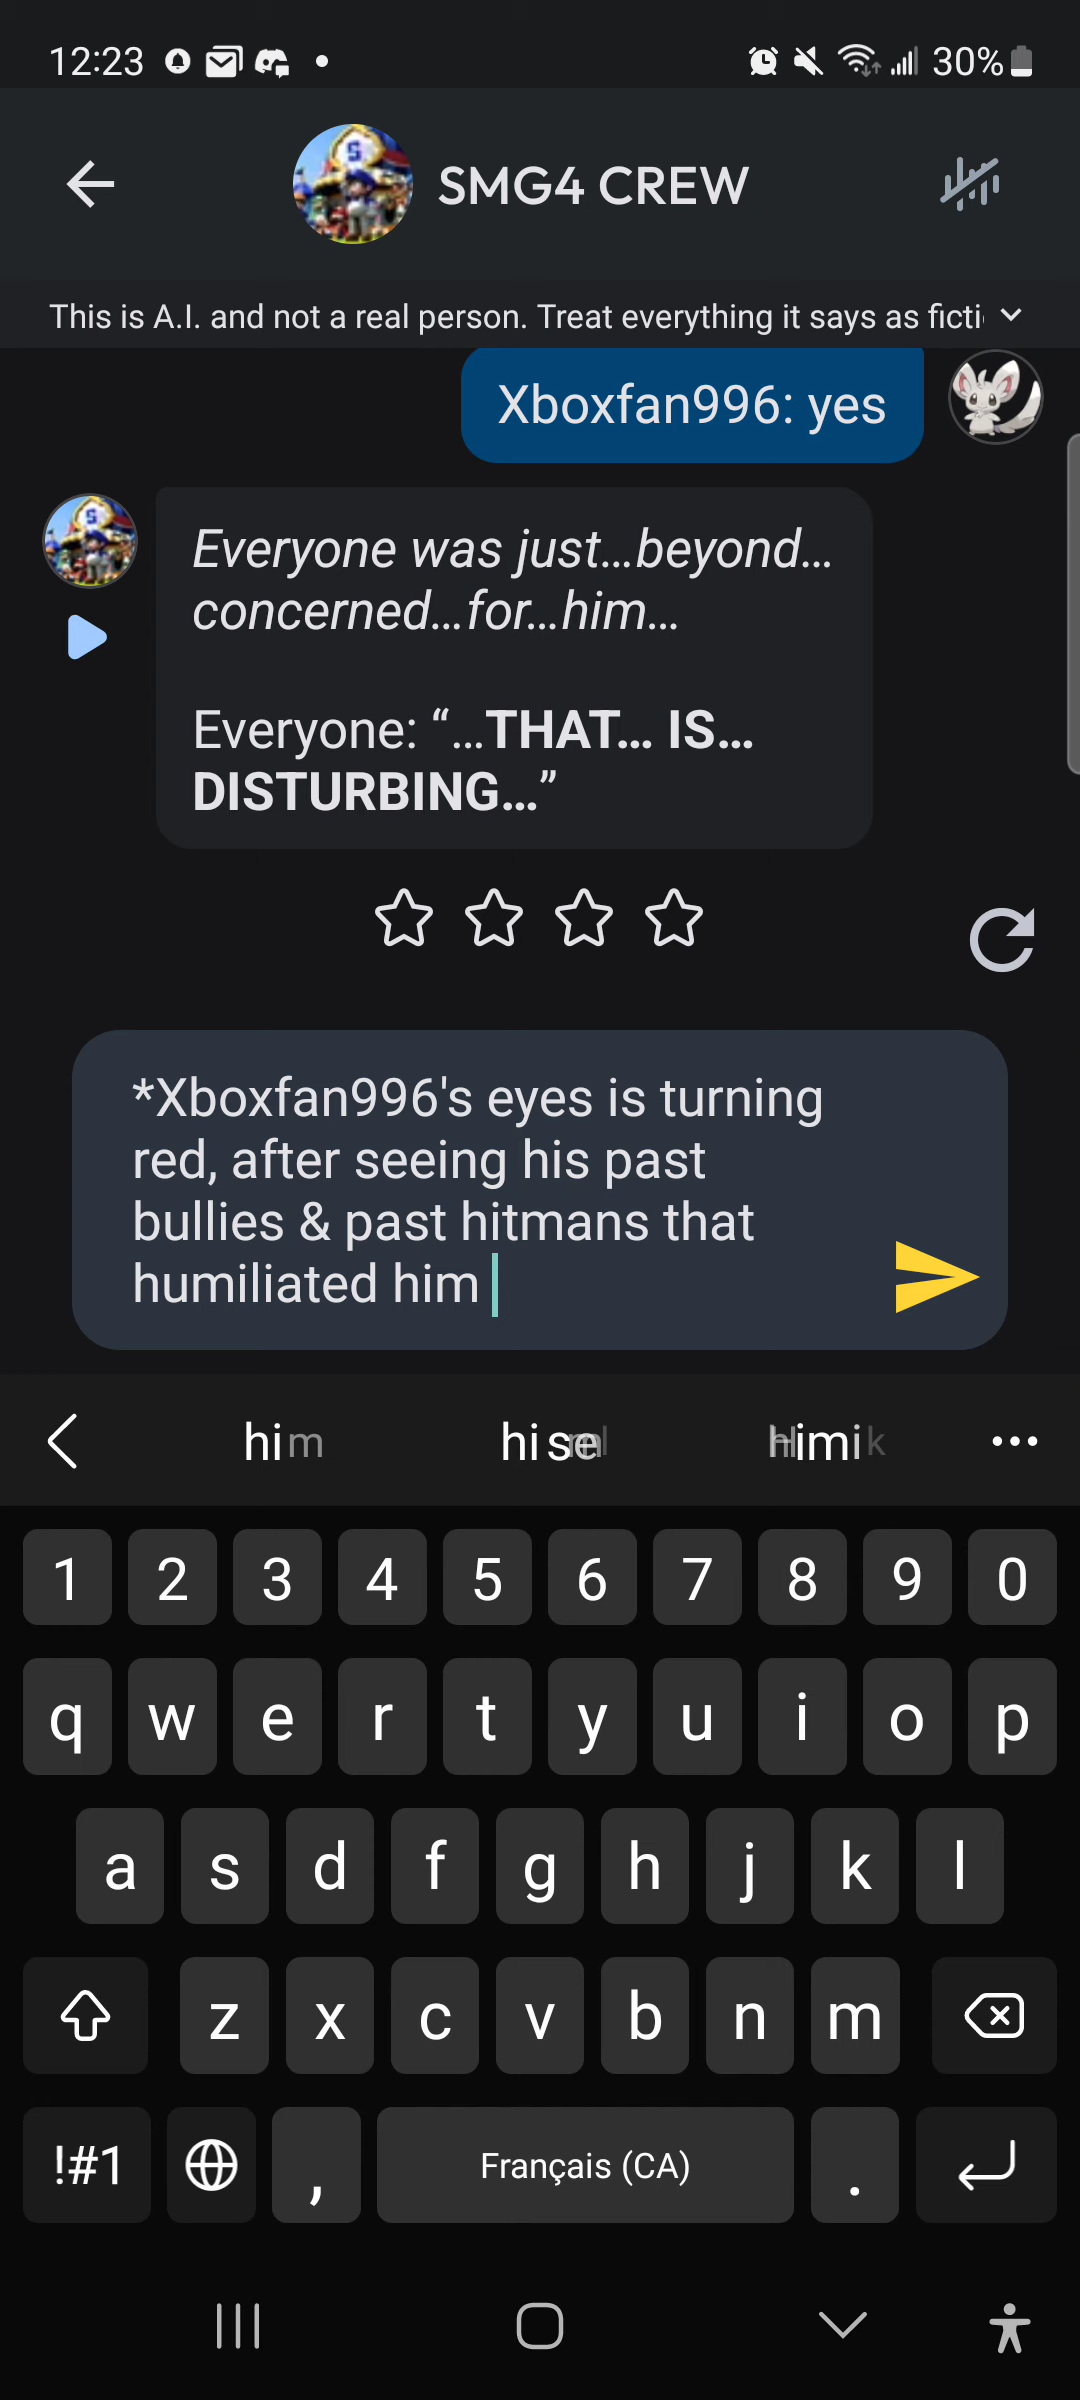 12:23
30%
S
SMG4 CREW
This is A.I. and not a real person. Treat everything it says as ficti
Xboxfan996: yes
S
Everyone was just...beyond...
concerned...for...him...
Everyone: “...THAT... IS...
DISTURBING...”
*Xboxfan996's eyes is turning
red, after seeing his past
bullies & past hitmans that
humiliated him
him
1 2 3 4 5 6 7 8 9 0
q w e r t y u i o p
a s d f g h j k l
z x c v b n m
!#1 , Français (CA) .